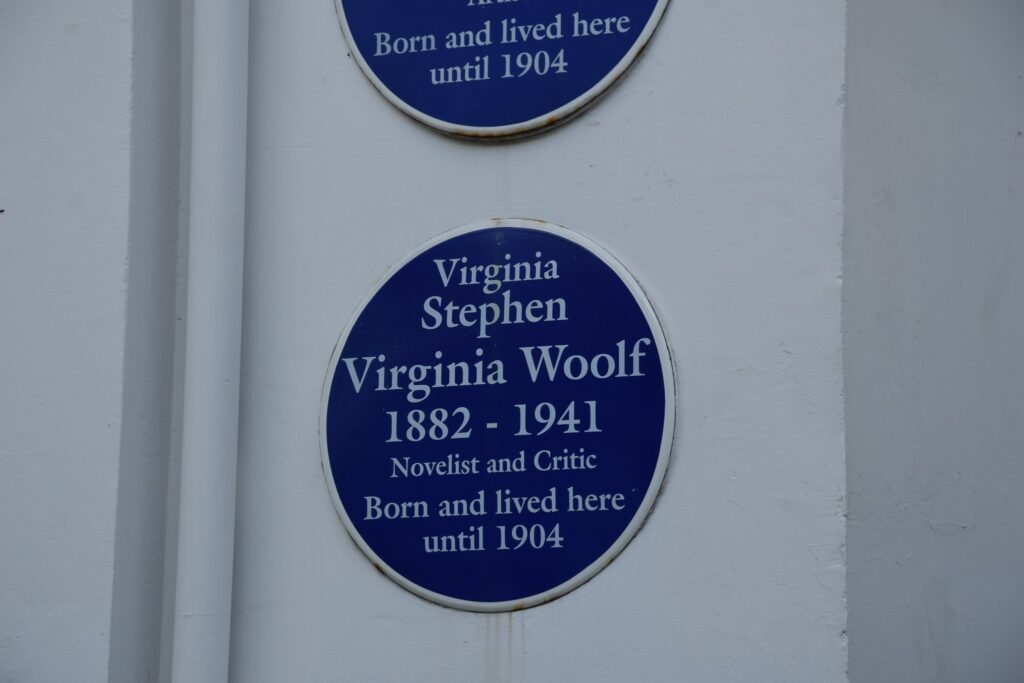 Born and lived here
until 1904
Virginia
Stephen
Virginia Woolf
1882 - 1941
Novelist and Critic
Born and lived here
until 1904